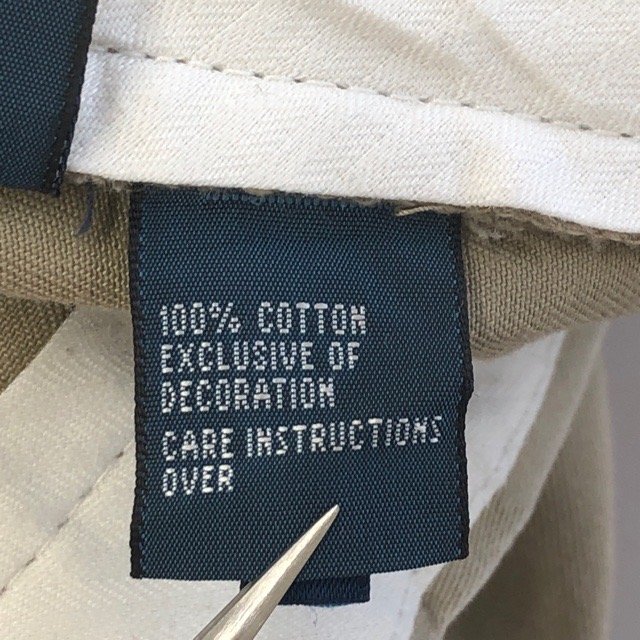 100% COTTON
EXCLUSIVE OF
DECORATION
CARE INSTRUCTIONS
OVER